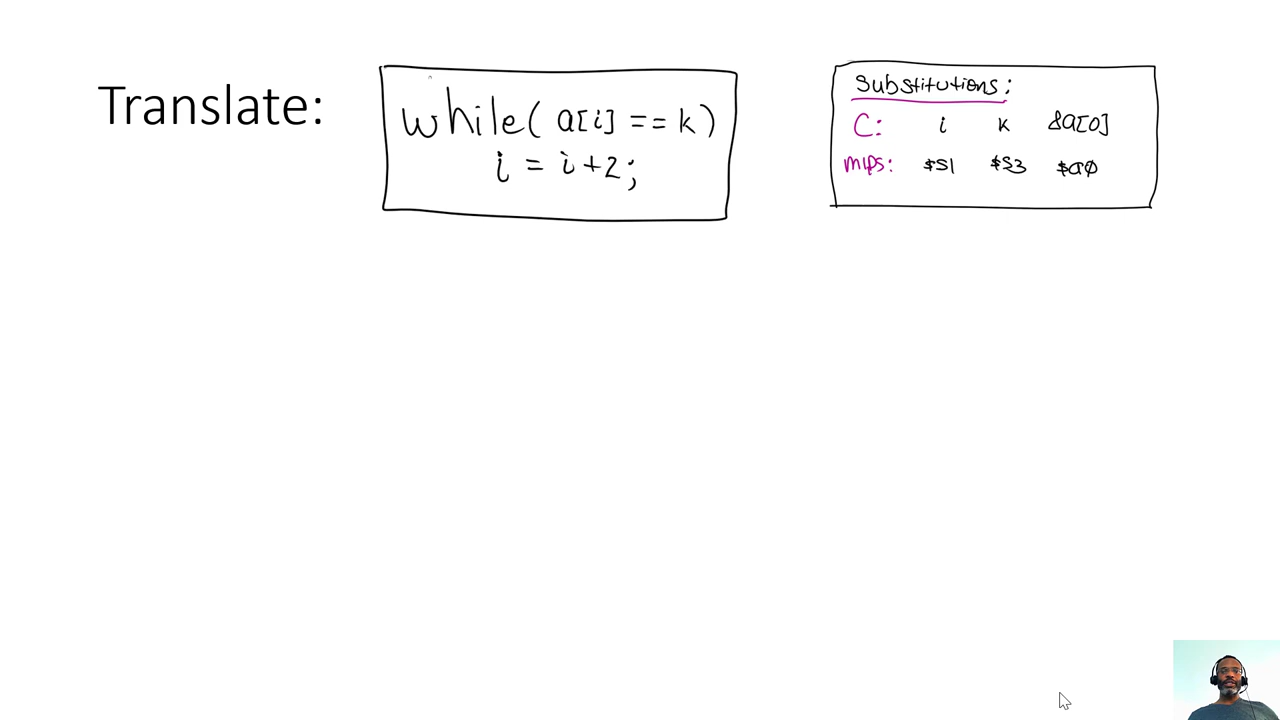 Translate:
while( a[i] == k)
i = i+2;
Substitutions:
C: i k &a[0]
mips: $s1 $s3 $a0